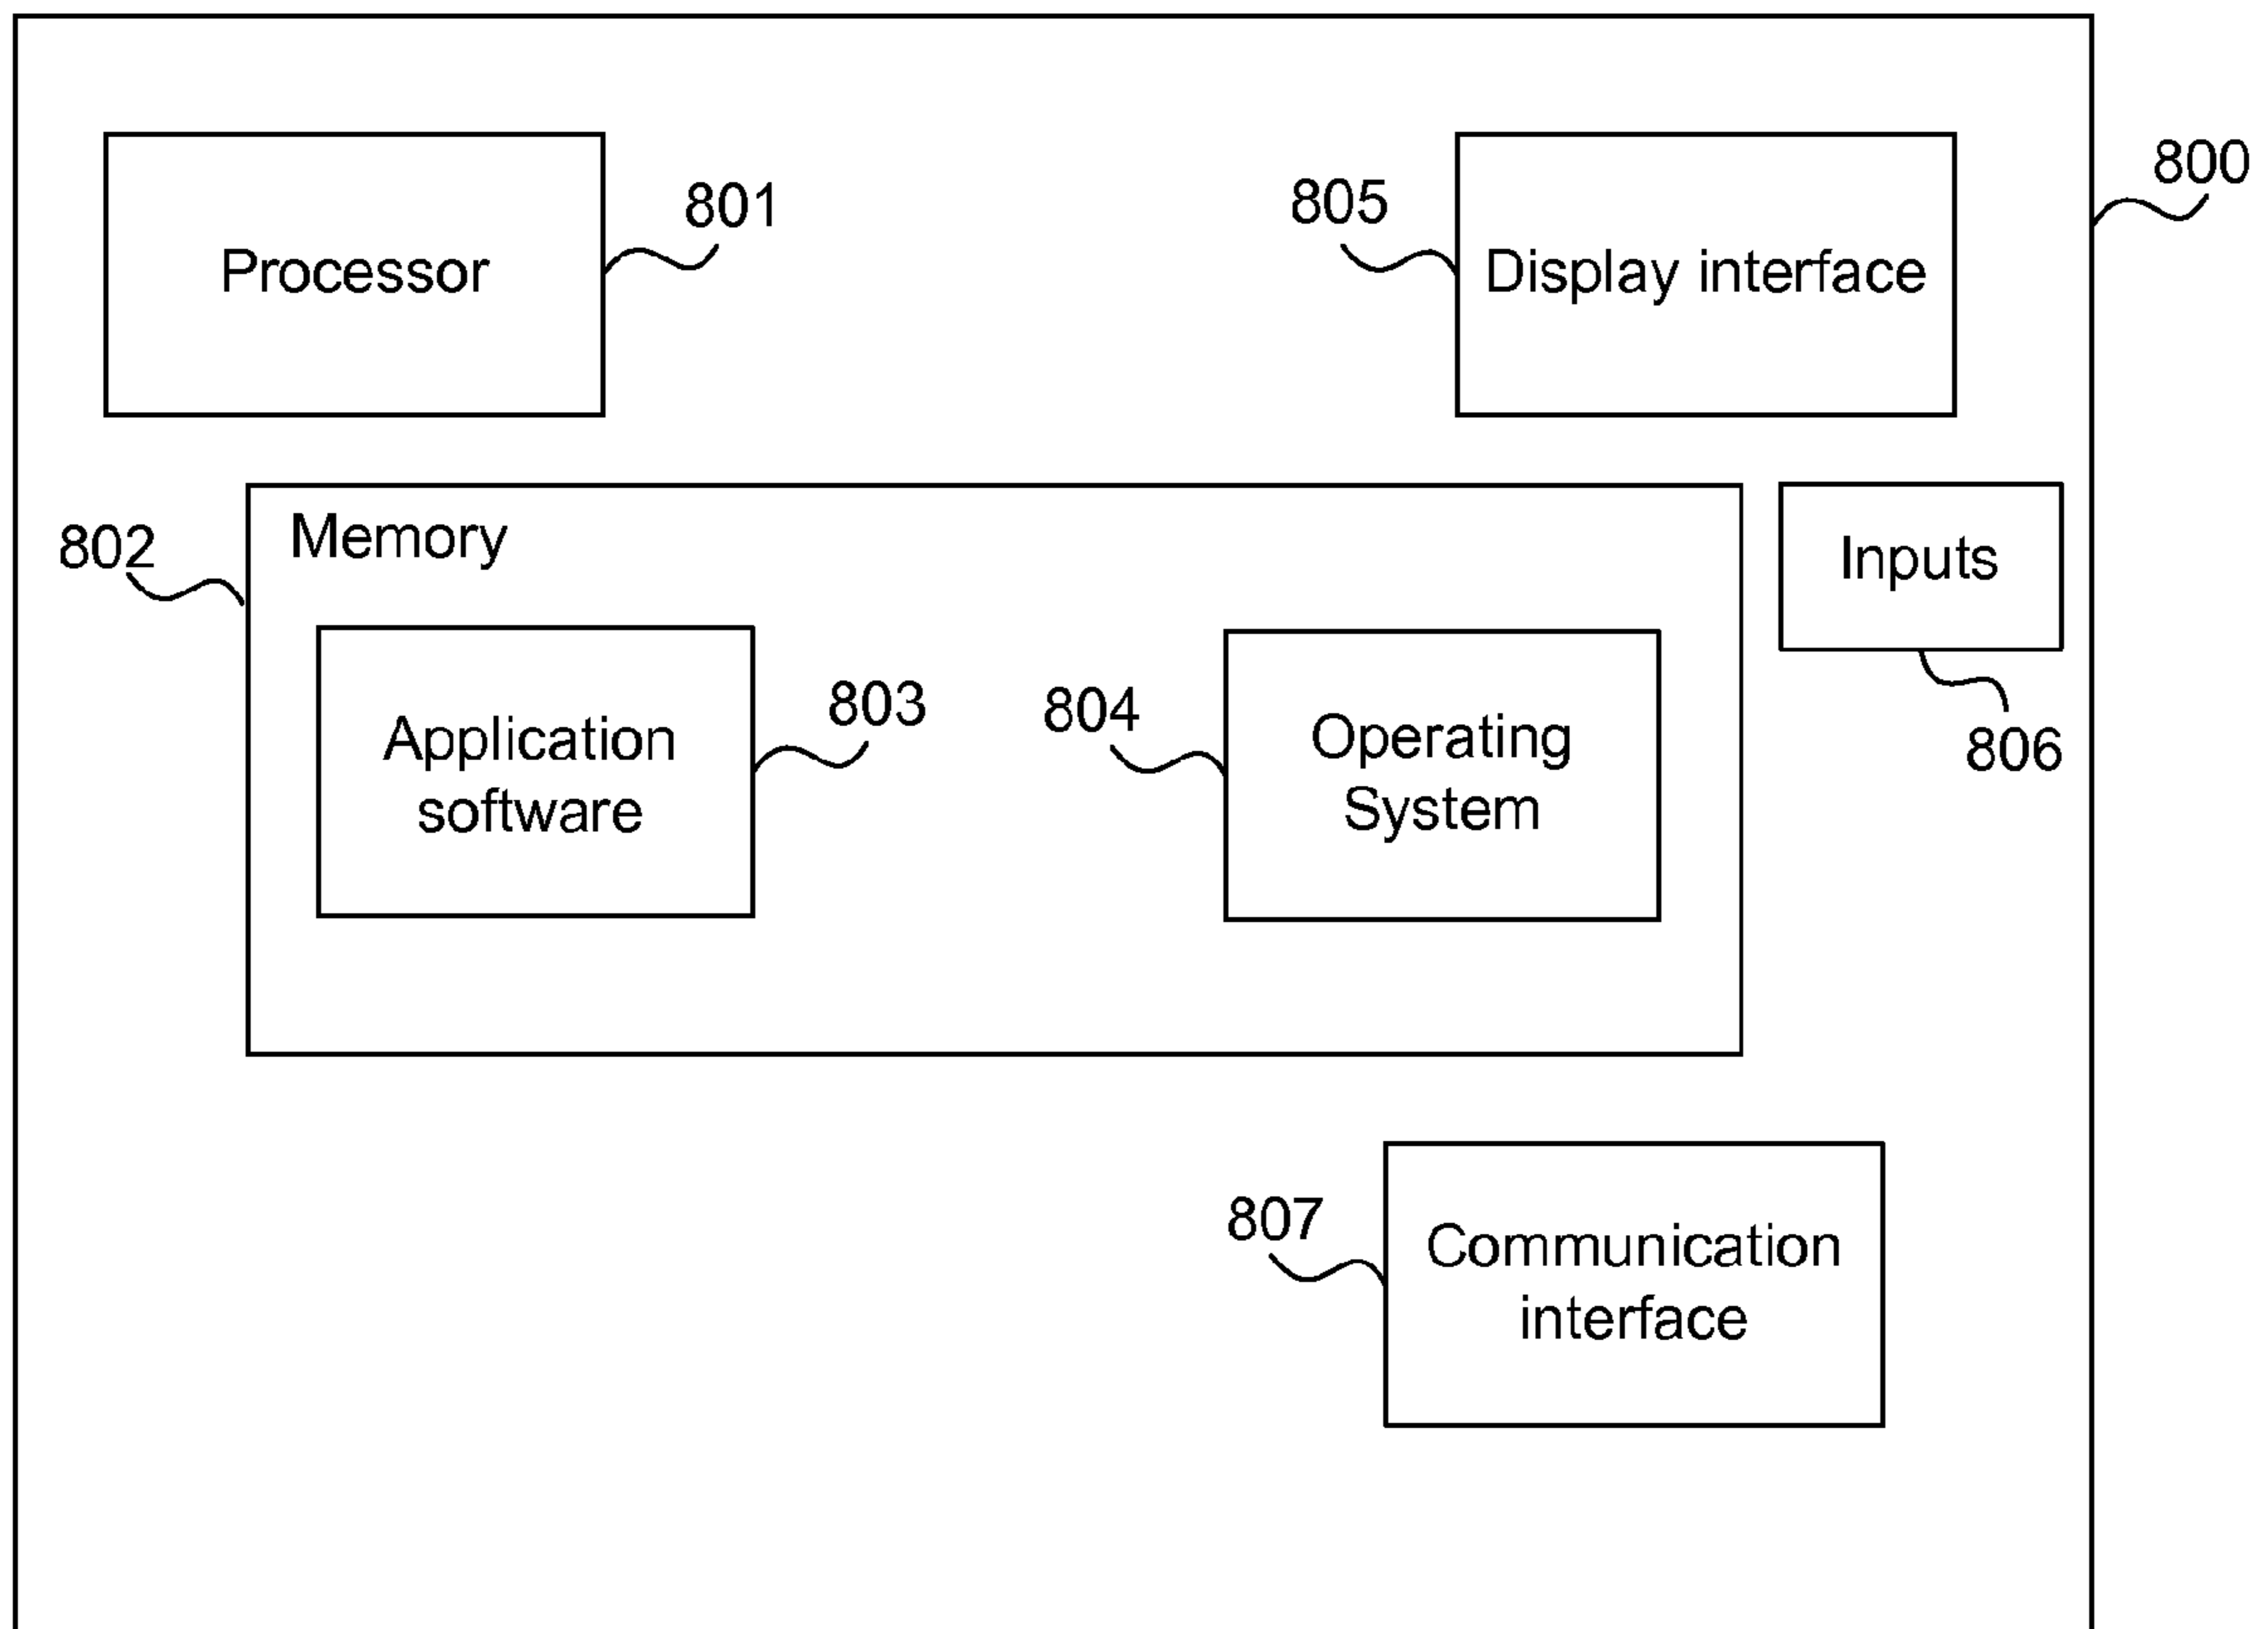 800
Processor
801
805
Display interface
802
Memory
Inputs
806
Application
software
803
804
Operating
System
807
Communication
interface